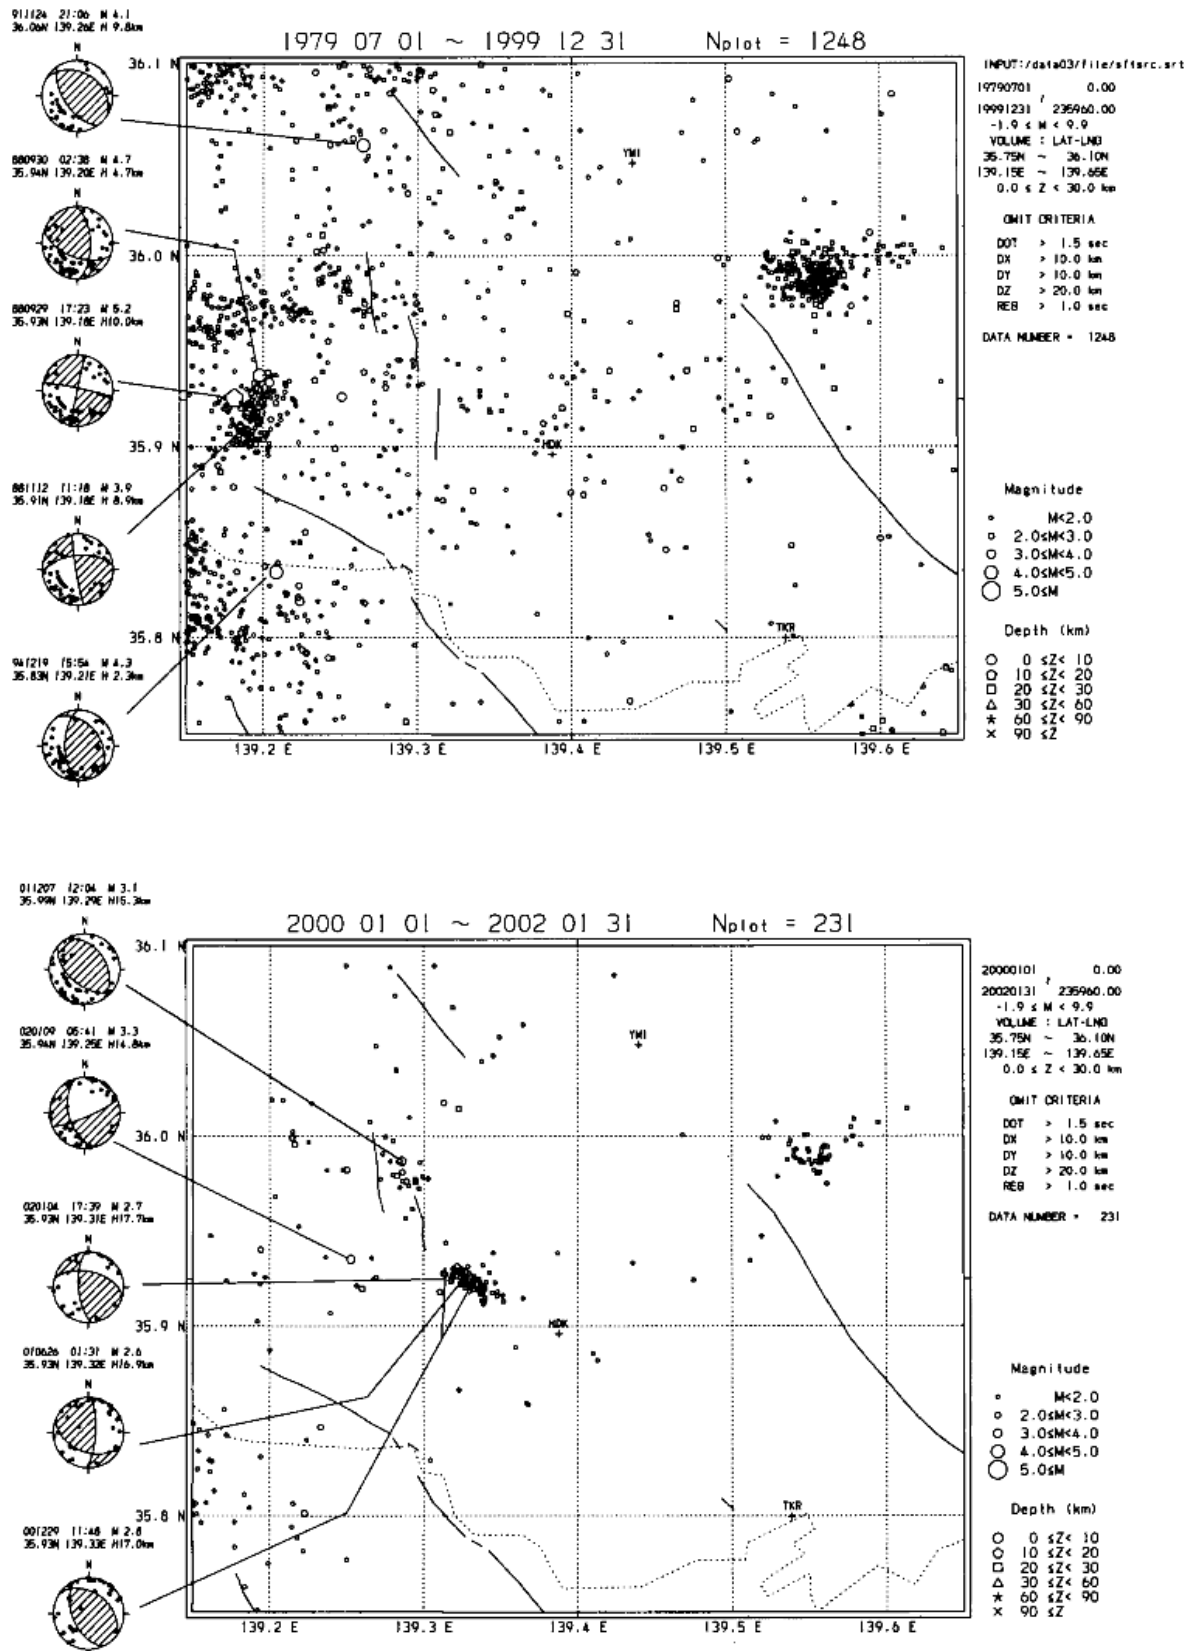 911124 21:06 M 4.1
36.06N 139.26E H 9.8km
N
880930 02:38 M 4.7
35.94N 139.20E H 4.7km
N
880929 17:23 M 5.2
35.93N 139.18E H10.0km
N
881112 11:18 M 3.9
35.91N 139.18E H 8.9km
N
941219 15:54 M 4.3
35.83N 139.21E H 2.3km
N
1979 07 01 ~ 1999 12 31 Nplot = 1248
36.1 N
36.0 N
35.9 N
35.8 N
139.2 E 139.3 E 139.4 E 139.5 E 139.6 E
YMI
HDK
TKR
INPUT:/data03/file/sftsrc.srt
19790701 0.00
19991231 235960.00
-1.9 ≤ M < 9.9
VOLUME : LAT-LNG
35.75N ~ 36.10N
139.15E ~ 139.65E
0.0 ≤ Z < 30.0 km
OMIT CRITERIA
DOT > 1.5 sec
DX > 10.0 km
DY > 10.0 km
DZ > 20.0 km
RES > 1.0 sec
DATA NUMBER = 1248
Magnitude
M<2.0
2.0≤M<3.0
3.0≤M<4.0
4.0≤M<5.0
5.0≤M
Depth (km)
0 ≤Z< 10
10 ≤Z< 20
20 ≤Z< 30
30 ≤Z< 60
60 ≤Z< 90
90 ≤Z
011207 12:04 M 3.1
35.99N 139.29E H15.3km
N
020109 05:41 M 3.3
35.94N 139.25E H14.8km
N
020104 17:39 M 2.7
35.93N 139.31E H17.7km
N
010626 01:31 M 2.6
35.93N 139.32E H16.9km
N
001229 11:48 M 2.8
35.93N 139.33E H17.0km
N
2000 01 01 ~ 2002 01 31 Nplot = 231
36.1 N
36.0 N
35.9 N
35.8 N
139.2 E 139.3 E 139.4 E 139.5 E 139.6 E
YMI
HDK
TKR
20000101 0.00
20020131 235960.00
-1.9 ≤ M < 9.9
VOLUME : LAT-LNG
35.75N ~ 36.10N
139.15E ~ 139.65E
0.0 ≤ Z < 30.0 km
OMIT CRITERIA
DOT > 1.5 sec
DX > 10.0 km
DY > 10.0 km
DZ > 20.0 km
RES > 1.0 sec
DATA NUMBER = 231
Magnitude
M<2.0
2.0≤M<3.0
3.0≤M<4.0
4.0≤M<5.0
5.0≤M
Depth (km)
0 ≤Z< 10
10 ≤Z< 20
20 ≤Z< 30
30 ≤Z< 60
60 ≤Z< 90
90 ≤Z